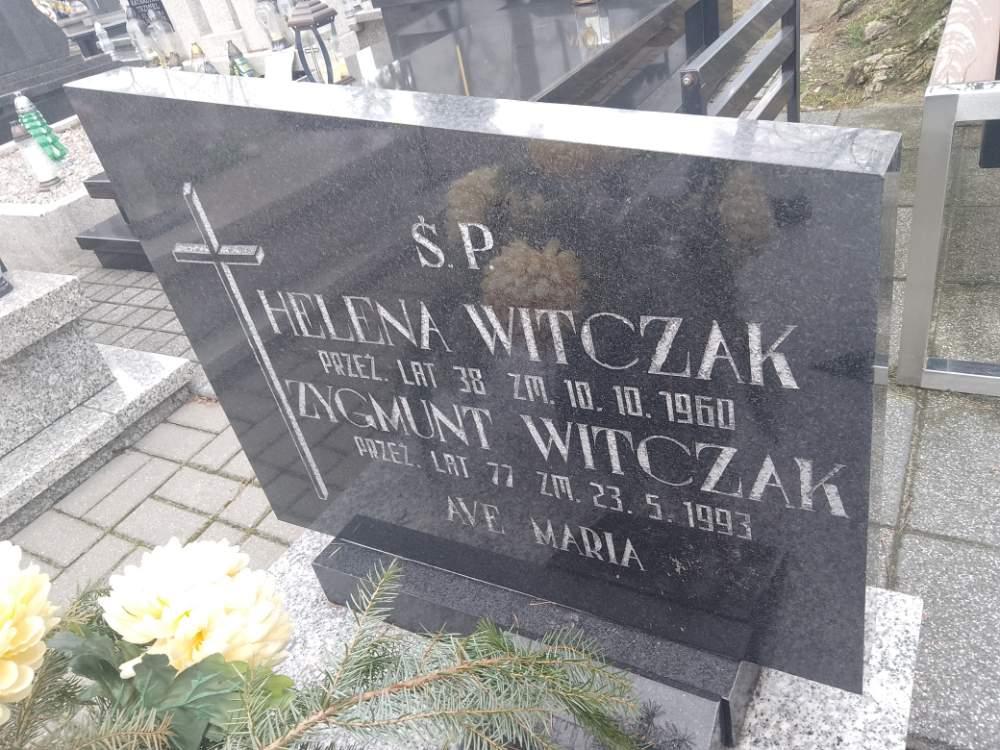 Ś.P.
HELENA WITCZAK
PRZEŻ. LAT 38 ZM. 10.10.1960
ZYGMUNT WITCZAK
PRZEŻ. LAT 77 ZM. 23.5.1993
AVE MARIA